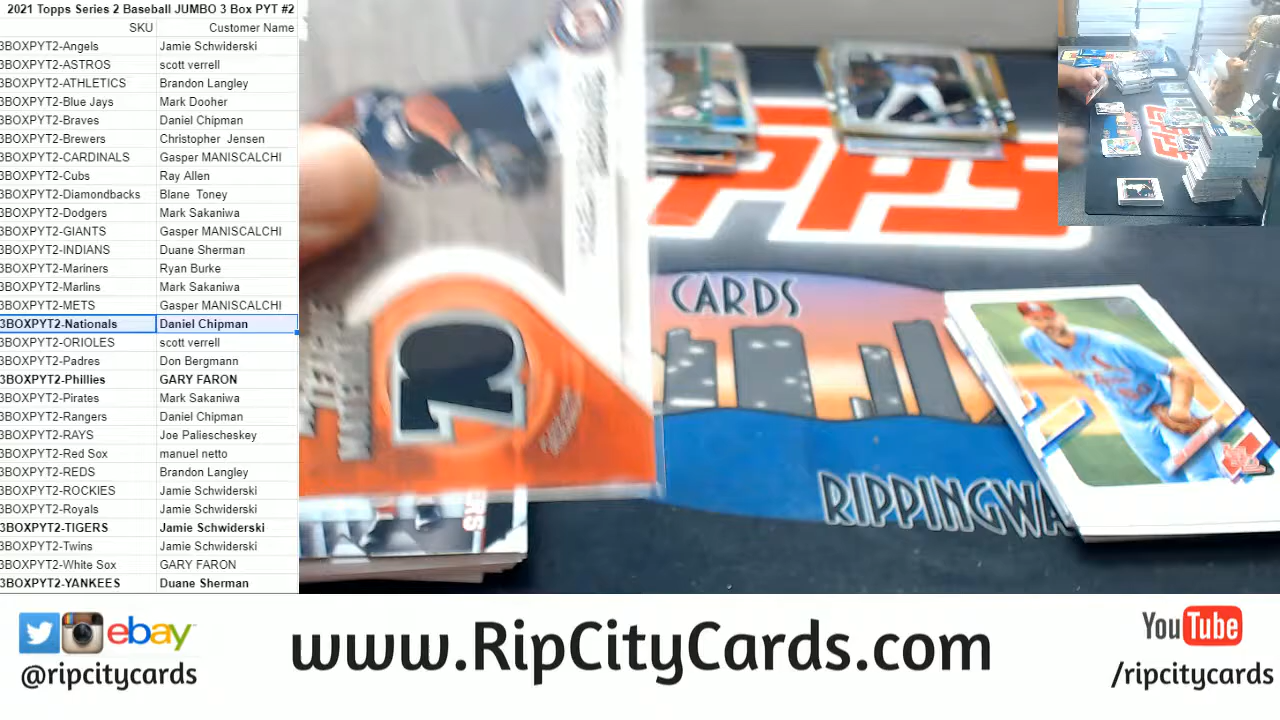 2021 Topps Series 2 Baseball JUMBO 3 Box PYT #2
SKU Customer Name
3BOXPYT2-Angels Jamie Schwiderski
3BOXPYT2-ASTROS scott verrell
3BOXPYT2-ATHLETICS Brandon Langley
3BOXPYT2-Blue Jays Mark Dooher
3BOXPYT2-Braves Daniel Chipman
3BOXPYT2-Brewers Christopher Jensen
3BOXPYT2-CARDINALS Gasper MANISCALCHI
3BOXPYT2-Cubs Ray Allen
3BOXPYT2-Diamondbacks Blane Toney
3BOXPYT2-Dodgers Mark Sakaniwa
3BOXPYT2-GIANTS Gasper MANISCALCHI
3BOXPYT2-INDIANS Duane Sherman
3BOXPYT2-Mariners Ryan Burke
3BOXPYT2-Marlins Mark Sakaniwa
3BOXPYT2-METS Gasper MANISCALCHI
3BOXPYT2-Nationals Daniel Chipman
3BOXPYT2-ORIOLES scott verrell
3BOXPYT2-Padres Don Bergmann
3BOXPYT2-Phillies GARY FARON
3BOXPYT2-Pirates Mark Sakaniwa
3BOXPYT2-Rangers Daniel Chipman
3BOXPYT2-RAYS Joe Paliescheskey
3BOXPYT2-Red Sox manuel netto
3BOXPYT2-REDS Brandon Langley
3BOXPYT2-ROCKIES Jamie Schwiderski
3BOXPYT2-Royals Jamie Schwiderski
3BOXPYT2-TIGERS Jamie Schwiderski
3BOXPYT2-Twins Jamie Schwiderski
3BOXPYT2-White Sox GARY FARON
3BOXPYT2-YANKEES Duane Sherman
PPS
CARDS
RIPPINGWA
ERS
ebay
@ripcitycards
www.RipCityCards.com
YouTube
/ripcitycards